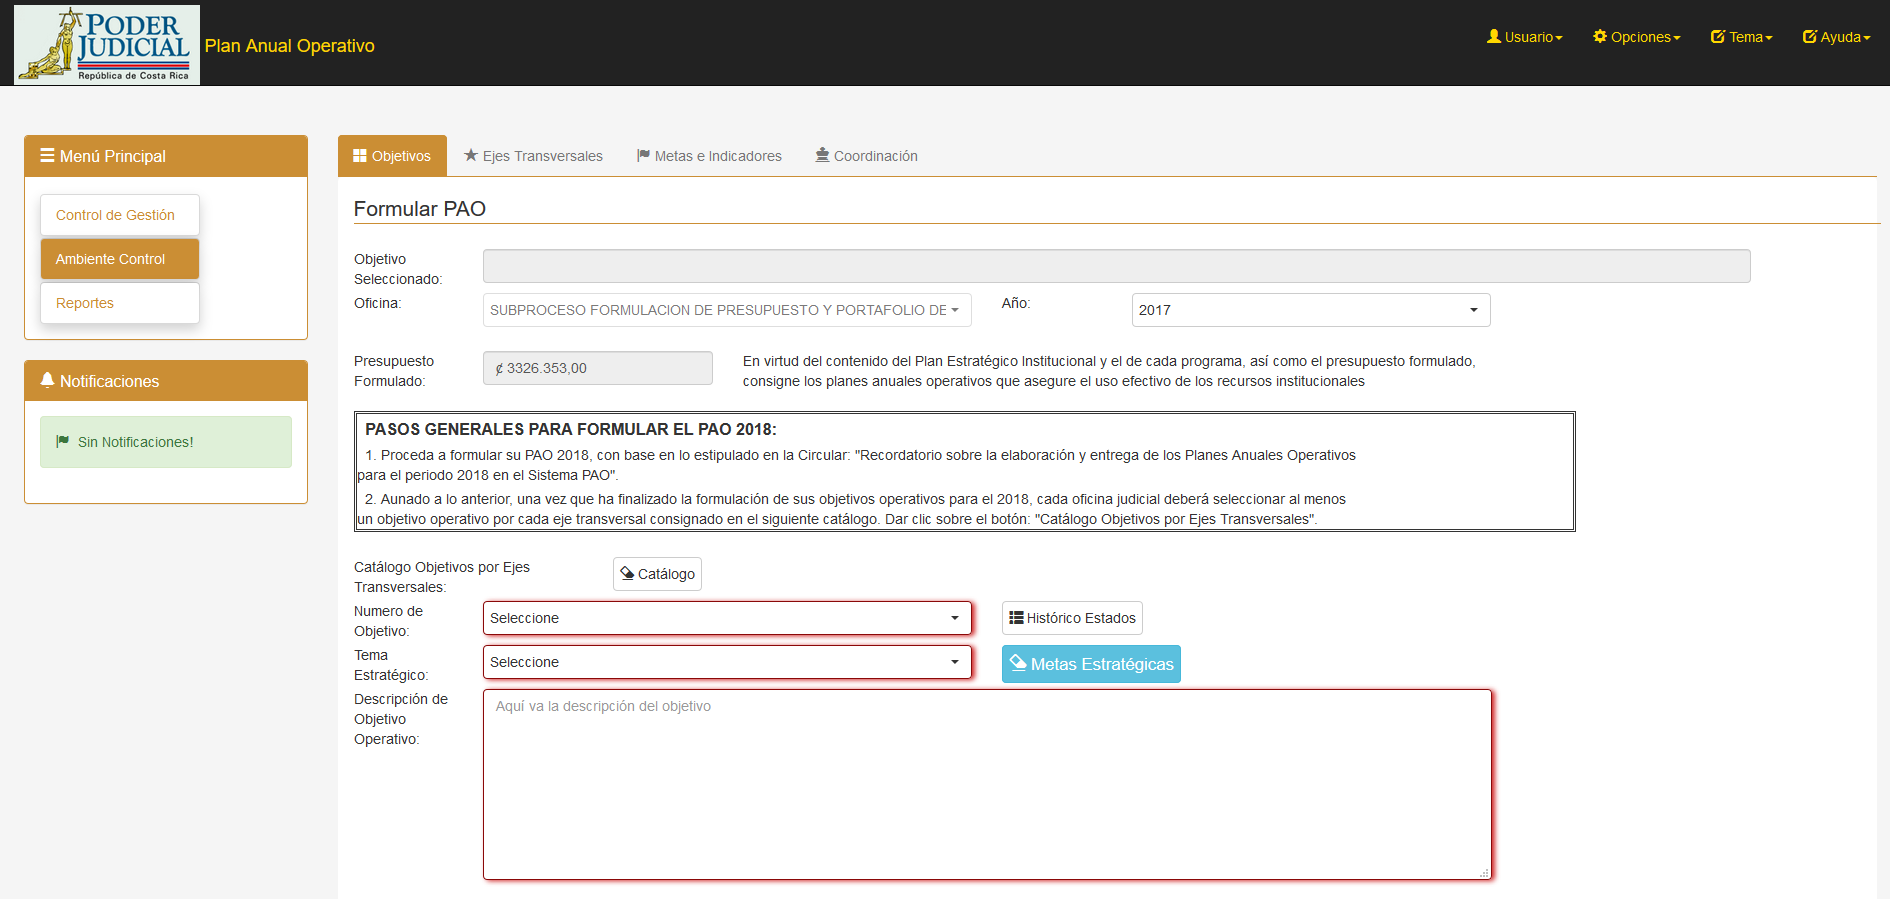 PODER
JUDICIAL
República de Costa Rica
Plan Anual Operativo
Usuario
Opciones
Tema
Ayuda
Menú Principal
Control de Gestión
Ambiente Control
Reportes
Notificaciones
Sin Notificaciones!
Objetivos
Ejes Transversales
Metas e Indicadores
Coordinación
Formular PAO
Objetivo
Seleccionado:
Oficina:
SUBPROCESO FORMULACION DE PRESUPUESTO Y PORTAFOLIO DE
Año:
2017
Presupuesto
Formulado:
¢ 3326.353,00
En virtud del contenido del Plan Estratégico Institucional y el de cada programa, así como el presupuesto formulado,
consigne los planes anuales operativos que asegure el uso efectivo de los recursos institucionales
PASOS GENERALES PARA FORMULAR EL PAO 2018:
1. Proceda a formular su PAO 2018, con base en lo estipulado en la Circular: "Recordatorio sobre la elaboración y entrega de los Planes Anuales Operativos
para el periodo 2018 en el Sistema PAO".
2. Aunado a lo anterior, una vez que ha finalizado la formulación de sus objetivos operativos para el 2018, cada oficina judicial deberá seleccionar al menos
un objetivo operativo por cada eje transversal consignado en el siguiente catálogo. Dar clic sobre el botón: "Catálogo Objetivos por Ejes Transversales".
Catálogo Objetivos por Ejes
Transversales:
Catálogo
Numero de
Objetivo:
Seleccione
Histórico Estados
Tema
Estratégico:
Seleccione
Metas Estratégicas
Descripción de
Objetivo
Operativo:
Aquí va la descripción del objetivo